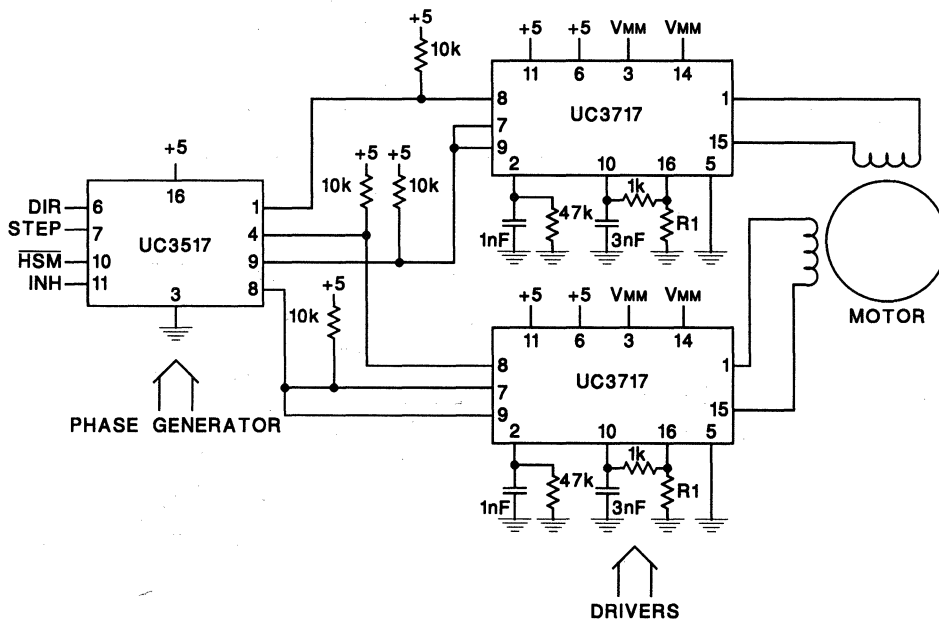 +5
10k
+5 +5 VMM VMM
11 6 3 14
8 UC3717 1
7
9 15
2 10 16 5
1k
1nF 47k 3nF R1
+5
16
DIR 6 1
STEP 7 4
UC3517
HSM 10 9
INH 11 8
3
+5 +5
10k 10k
+5
10k
PHASE GENERATOR
+5 +5 VMM VMM
11 6 3 14
8 UC3717 1
7
9 15
2 10 16 5
1k
1nF 47k 3nF R1
MOTOR
DRIVERS